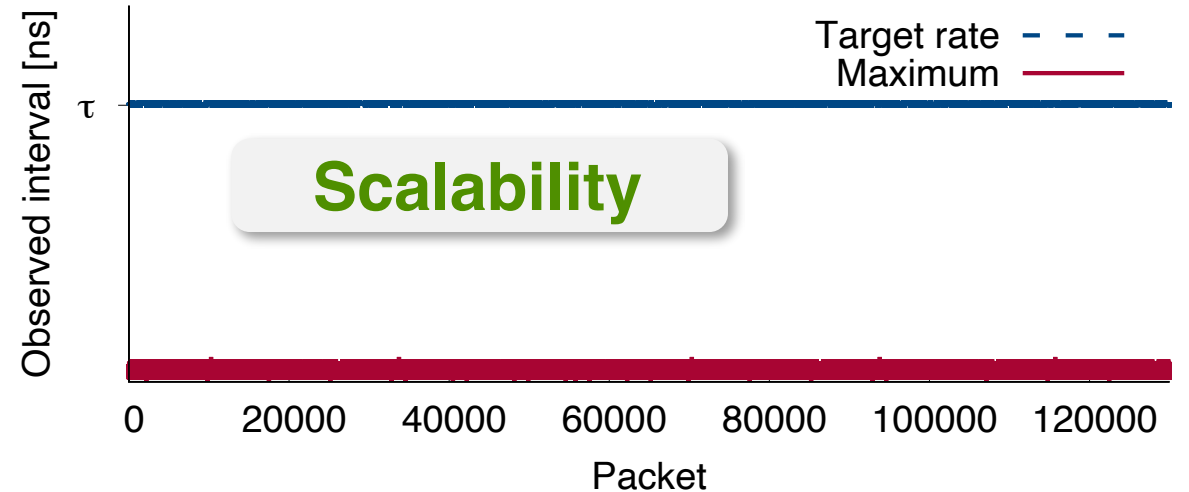 Observed interval [ns]
Target rate
Maximum
τ
Scalability
0 20000 40000 60000 80000 100000 120000
Packet